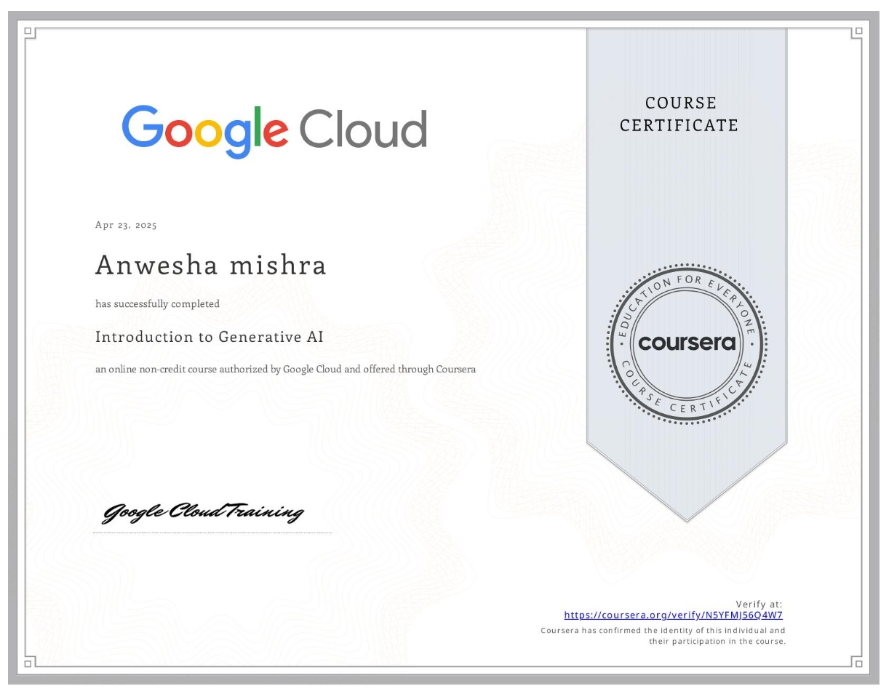 Google Cloud
COURSE
CERTIFICATE
Apr 23, 2025
Anwesha mishra
has successfully completed
Introduction to Generative AI
an online non-credit course authorized by Google Cloud and offered through Coursera
EDUCATION FOR EVERYONE
coursera
COURSE CERTIFICATE
Google Cloud Training
Verify at:
https://coursera.org/verify/N5YFMJ56Q4W7
Coursera has confirmed the identity of this individual and
their participation in the course.